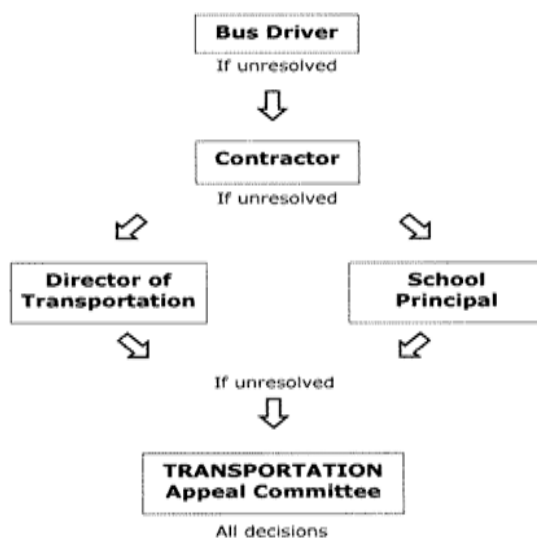 Bus Driver
If unresolved
Contractor
If unresolved
Director of
Transportation
School
Principal
If unresolved
TRANSPORTATION
Appeal Committee
All decisions